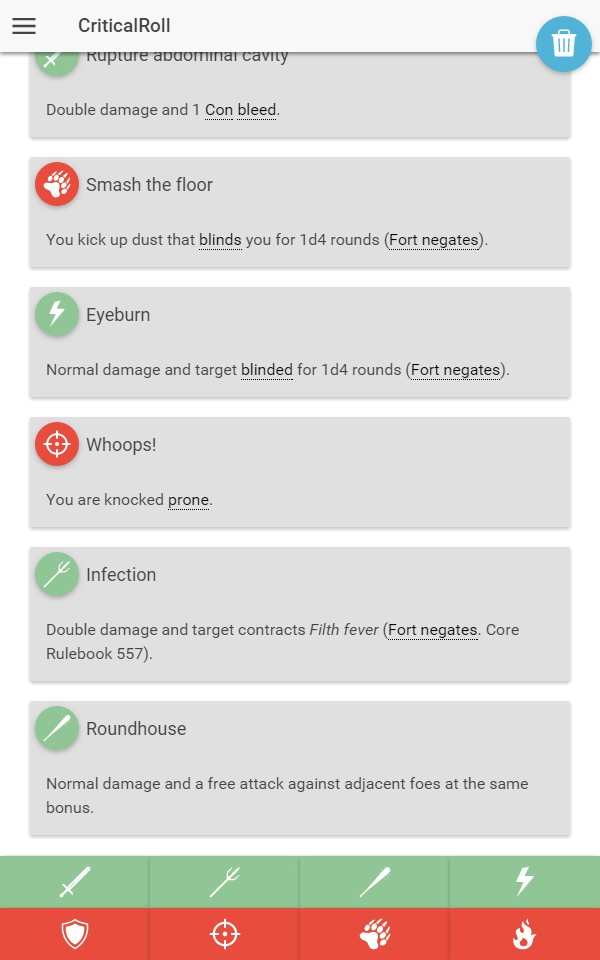 CriticalRoll
Rupture abdominal cavity
Double damage and 1 Con bleed.
Smash the floor
You kick up dust that blinds you for 1d4 rounds (Fort negates).
Eyeburn
Normal damage and target blinded for 1d4 rounds (Fort negates).
Whoops!
You are knocked prone.
Infection
Double damage and target contracts Filth fever (Fort negates. Core
Rulebook 557).
Roundhouse
Normal damage and a free attack against adjacent foes at the same
bonus.